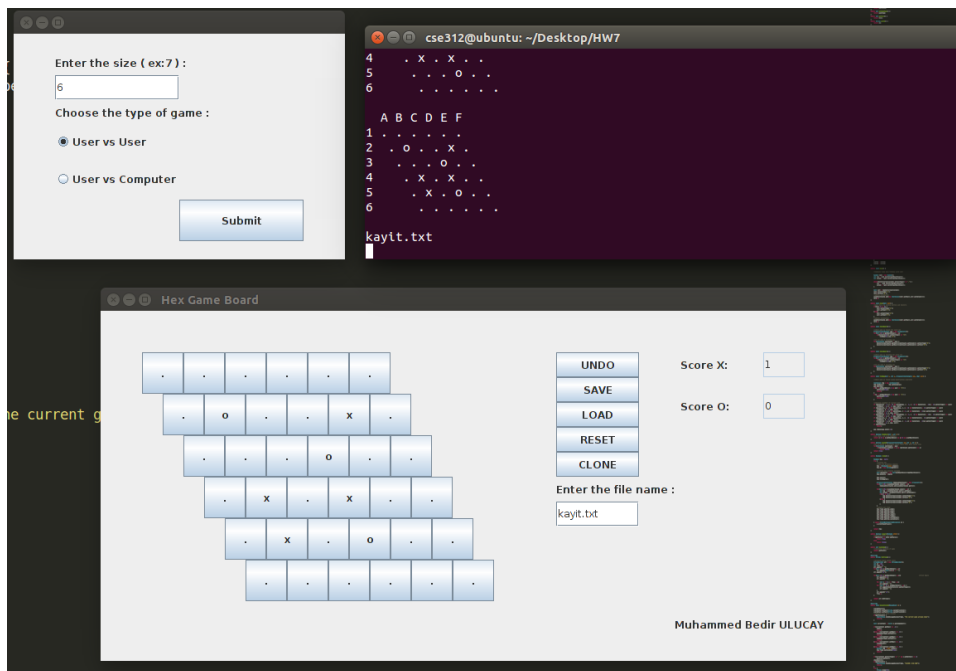 Enter the size ( ex:7 ) :
6
Choose the type of game :
User vs User
User vs Computer
Submit
cse312@ubuntu: ~/Desktop/HW7
4 . x . x . .
5 . . . o . .
6 . . . . . .
A B C D E F
1 . . . . . .
2 . o . . x .
3 . . . o . .
4 . x . x . .
5 . x . o . .
6 . . . . . .
kayit.txt
he current g
Hex Game Board
. . . . . .
. o . . x .
. . . o . .
. x . x . .
. x . o . .
. . . . . .
UNDO
SAVE
LOAD
RESET
CLONE
Enter the file name :
kayit.txt
Score X: 1
Score O: 0
Muhammed Bedir ULUCAY